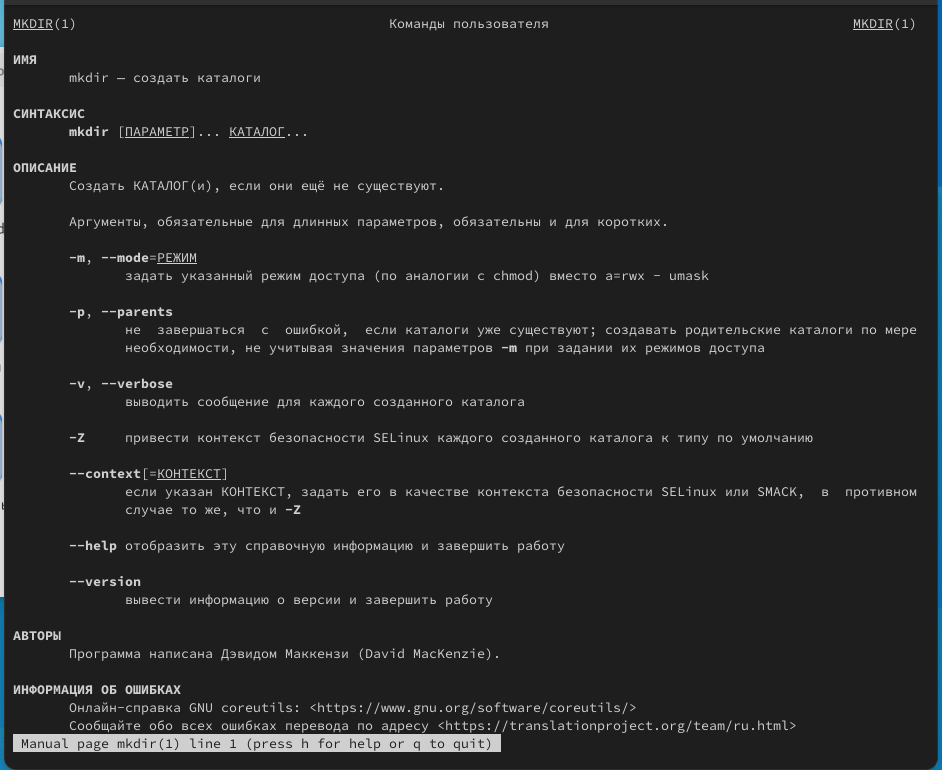 MKDIR(1) Команды пользователя MKDIR(1)
ИМЯ
mkdir – создать каталоги
СИНТАКСИС
mkdir [ПАРАМЕТР]... КАТАЛОГ...
ОПИСАНИЕ
Создать КАТАЛОГ(и), если они ещё не существуют.
Аргументы, обязательные для длинных параметров, обязательны и для коротких.
-m, --mode=РЕЖИМ
задать указанный режим доступа (по аналогии с chmod) вместо a=rwx - umask
-p, --parents
не завершаться с ошибкой, если каталоги уже существуют; создавать родительские каталоги по мере
необходимости, не учитывая значения параметров -m при задании их режимов доступа
-v, --verbose
выводить сообщение для каждого созданного каталога
-Z привести контекст безопасности SELinux каждого созданного каталога к типу по умолчанию
--context[=КОНТЕКСТ]
если указан КОНТЕКСТ, задать его в качестве контекста безопасности SELinux или SMACK, в противном
случае то же, что и -Z
--help отобразить эту справочную информацию и завершить работу
--version
вывести информацию о версии и завершить работу
АВТОРЫ
Программа написана Дэвидом Маккензи (David MacKenzie).
ИНФОРМАЦИЯ ОБ ОШИБКАХ
Онлайн-справка GNU coreutils: <https://www.gnu.org/software/coreutils/>
Сообщайте обо всех ошибках перевода по адресу <https://translationproject.org/team/ru.html>
Manual page mkdir(1) line 1 (press h for help or q to quit)